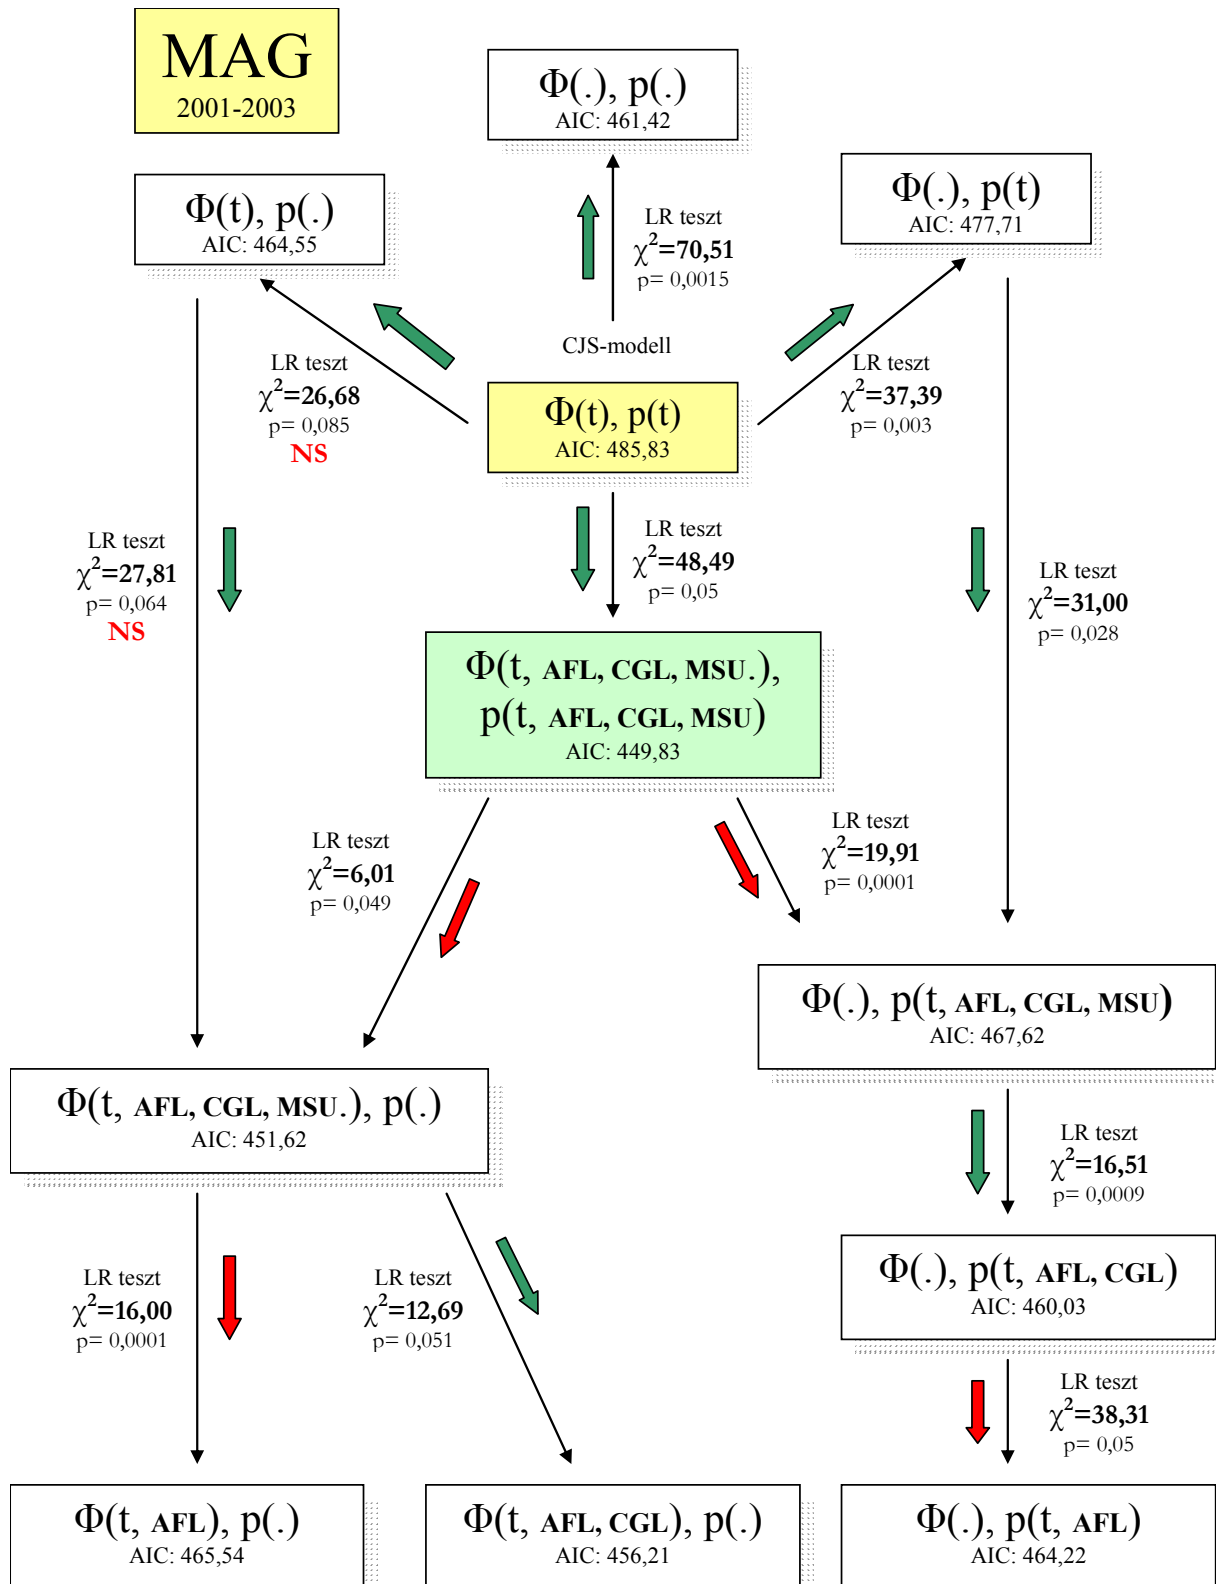 MAG
2001-2003
Φ(.), p(.)
AIC: 461,42
Φ(t), p(.)
AIC: 464,55
Φ(.), p(t)
AIC: 477,71
LR teszt
χ²=70,51
p= 0,0015
CJS-modell
LR teszt
χ²=26,68
p= 0,085
NS
Φ(t), p(t)
AIC: 485,83
LR teszt
χ²=37,39
p= 0,003
LR teszt
χ²=27,81
p= 0,064
NS
LR teszt
χ²=48,49
p= 0,05
LR teszt
χ²=31,00
p= 0,028
Φ(t, AFL, CGL, MSU.),
p(t, AFL, CGL, MSU)
AIC: 449,83
LR teszt
χ²=6,01
p= 0,049
LR teszt
χ²=19,91
p= 0,0001
Φ(.), p(t, AFL, CGL, MSU)
AIC: 467,62
Φ(t, AFL, CGL, MSU.), p(.)
AIC: 451,62
LR teszt
χ²=16,51
p= 0,0009
LR teszt
χ²=16,00
p= 0,0001
LR teszt
χ²=12,69
p= 0,051
Φ(.), p(t, AFL, CGL)
AIC: 460,03
LR teszt
χ²=38,31
p= 0,05
Φ(t, AFL), p(.)
AIC: 465,54
Φ(t, AFL, CGL), p(.)
AIC: 456,21
Φ(.), p(t, AFL)
AIC: 464,22